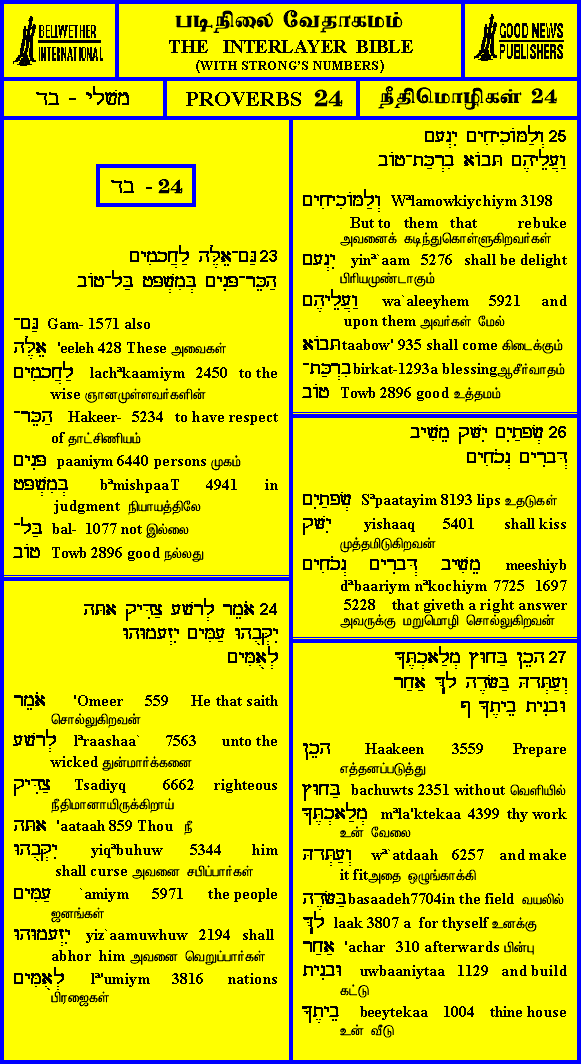 BELLWETHER
INTERNATIONAL
படிநிலை வேதாகமம்
THE INTERLAYER BIBLE
(WITH STRONG'S NUMBERS)
GOOD NEWS
PUBLISHERS
משלי - בד
PROVERBS 24
நீதிமொழிகள் 24
בד - 24
23 גַּם־אֵלֶּה לַחֲכָמִים
הַכֵּר־פָּנִים בְּמִשְׁפָּט בַּל־טוֹב
גַּם־ Gam- 1571 also
אֵלֶּה 'eeleh 428 These அவைகள்
לַחֲכָמִים lachªkaamiym 2450 to the
wise ஞானமுள்ளவர்களின்
הַכֵּר־ Hakeer- 5234 to have respect
of தாட்சிணியம்
פָּנִים paaniym 6440 persons முகம்
בְּמִשְׁפָּט bªmishpaaT 4941 in
judgment நியாயத்திலே
בַּל־ bal- 1077 not இல்லை
טוֹב Towb 2896 good நல்லது
24 אֹמֵר לְרָשָׁע צַדִּיק אָתָּה
יִקְּבֻהוּ עַמִּים יִזְעָמוּהוּ
לְאֻמִּים
אֹמֵר 'Omeer 559 He that saith
சொல்லுகிறவன்
לְרָשָׁע lªraashaa` 7563 unto the
wicked துன்மார்க்கனை
צַדִּיק Tsadiyq 6662 righteous
நீதிமானாயிருக்கிறாய்
אָתָּה 'aataah 859 Thou நீ
יִקְּבֻהוּ yiqªbuhuw 5344 him
shall curse அவனை சபிப்பார்கள்
עַמִּים `amiym 5971 the people
ஜனங்கள்
יִזְעָמוּהוּ yiz`aamuwhuw 2194 shall
abhor him அவனை வெறுப்பார்கள்
לְאֻמִּים lª'umiym 3816 nations
பிரஜைகள்
25 וְלַמּוֹכִיחִים יִנְעָם
וַעֲלֵיהֶם תָּבוֹא בִרְכַּת־טוֹב
וְלַמּוֹכִיחִים Wªlamowkiychiym 3198
But to them that rebuke
அவனைக் கடிந்துகொள்ளுகிறவர்கள்
יִנְעָם yinª`aam 5276 shall be delight
பிரியமுண்டாகும்
וַעֲלֵיהֶם wa`aleeyhem 5921 and
upon them அவர்கள் மேல்
תָּבוֹא taabow' 935 shall come கிடைக்கும்
בִרְכַּת־ birkat-1293a blessing ஆசீர்வாதம்
טוֹב Towb 2896 good உத்தமம்
26 שְׂפָתַיִם יִשָּׁק מֵשִׁיב
דְּבָרִים נְכֹחִים
שְׂפָתַיִם Sªpaatayim 8193 lips உதடுகள்
יִשָּׁק yishaaq 5401 shall kiss
முத்தமிடுகிறவன்
מֵשִׁיב דְּבָרִים נְכֹחִים meeshiyb
dªbaariym nªkochiym 7725 1697
5228 that giveth a right answer
அவருக்கு மறுமொழி சொல்லுகிறவன்
27 הָכֵן בַּחוּץ מְלַאכְתֶּךָ
וְעַתְּדָהּ בַּשָּׂדֶה לָךְ אַחַר
וּבָנִיתָ בֵיתֶךָ ף
הָכֵן Haakeen 3559 Prepare
எத்தனப்படுத்து
בַּחוּץ bachuwts 2351 without வெளியில்
מְלַאכְתֶּךָ mªla'ktekaa 4399 thy work
உன் வேலை
וְעַתְּדָהּ wª`atdaah 6257 and make
it fitஅதை ஒழுங்காக்கி
בַּשָּׂדֶה basaadeh7704in the field வயலில்
לָךְ laak 3807 a for thyself உனக்கு
אַחַר 'achar 310 afterwards பின்பு
וּבָנִיתָ uwbaaniytaa 1129 and build
கட்டு
בֵיתֶךָ beeytekaa 1004 thine house
உன் வீடு